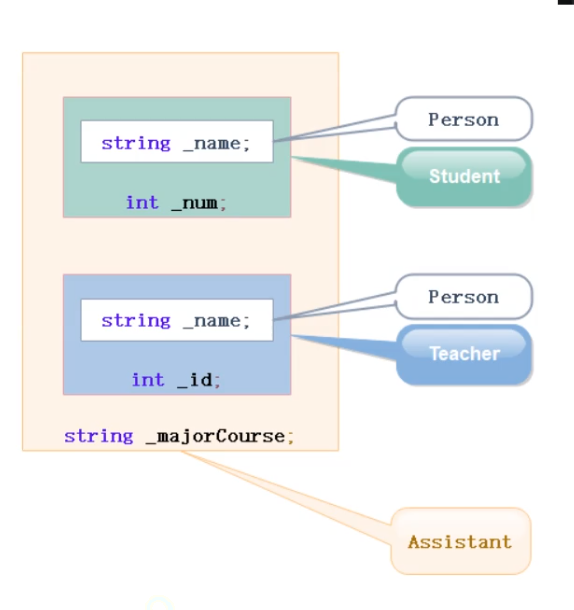 string _name;
Person
Student
int _num;
string _name;
Person
Teacher
int _id;
string _majorCourse;
Assistant